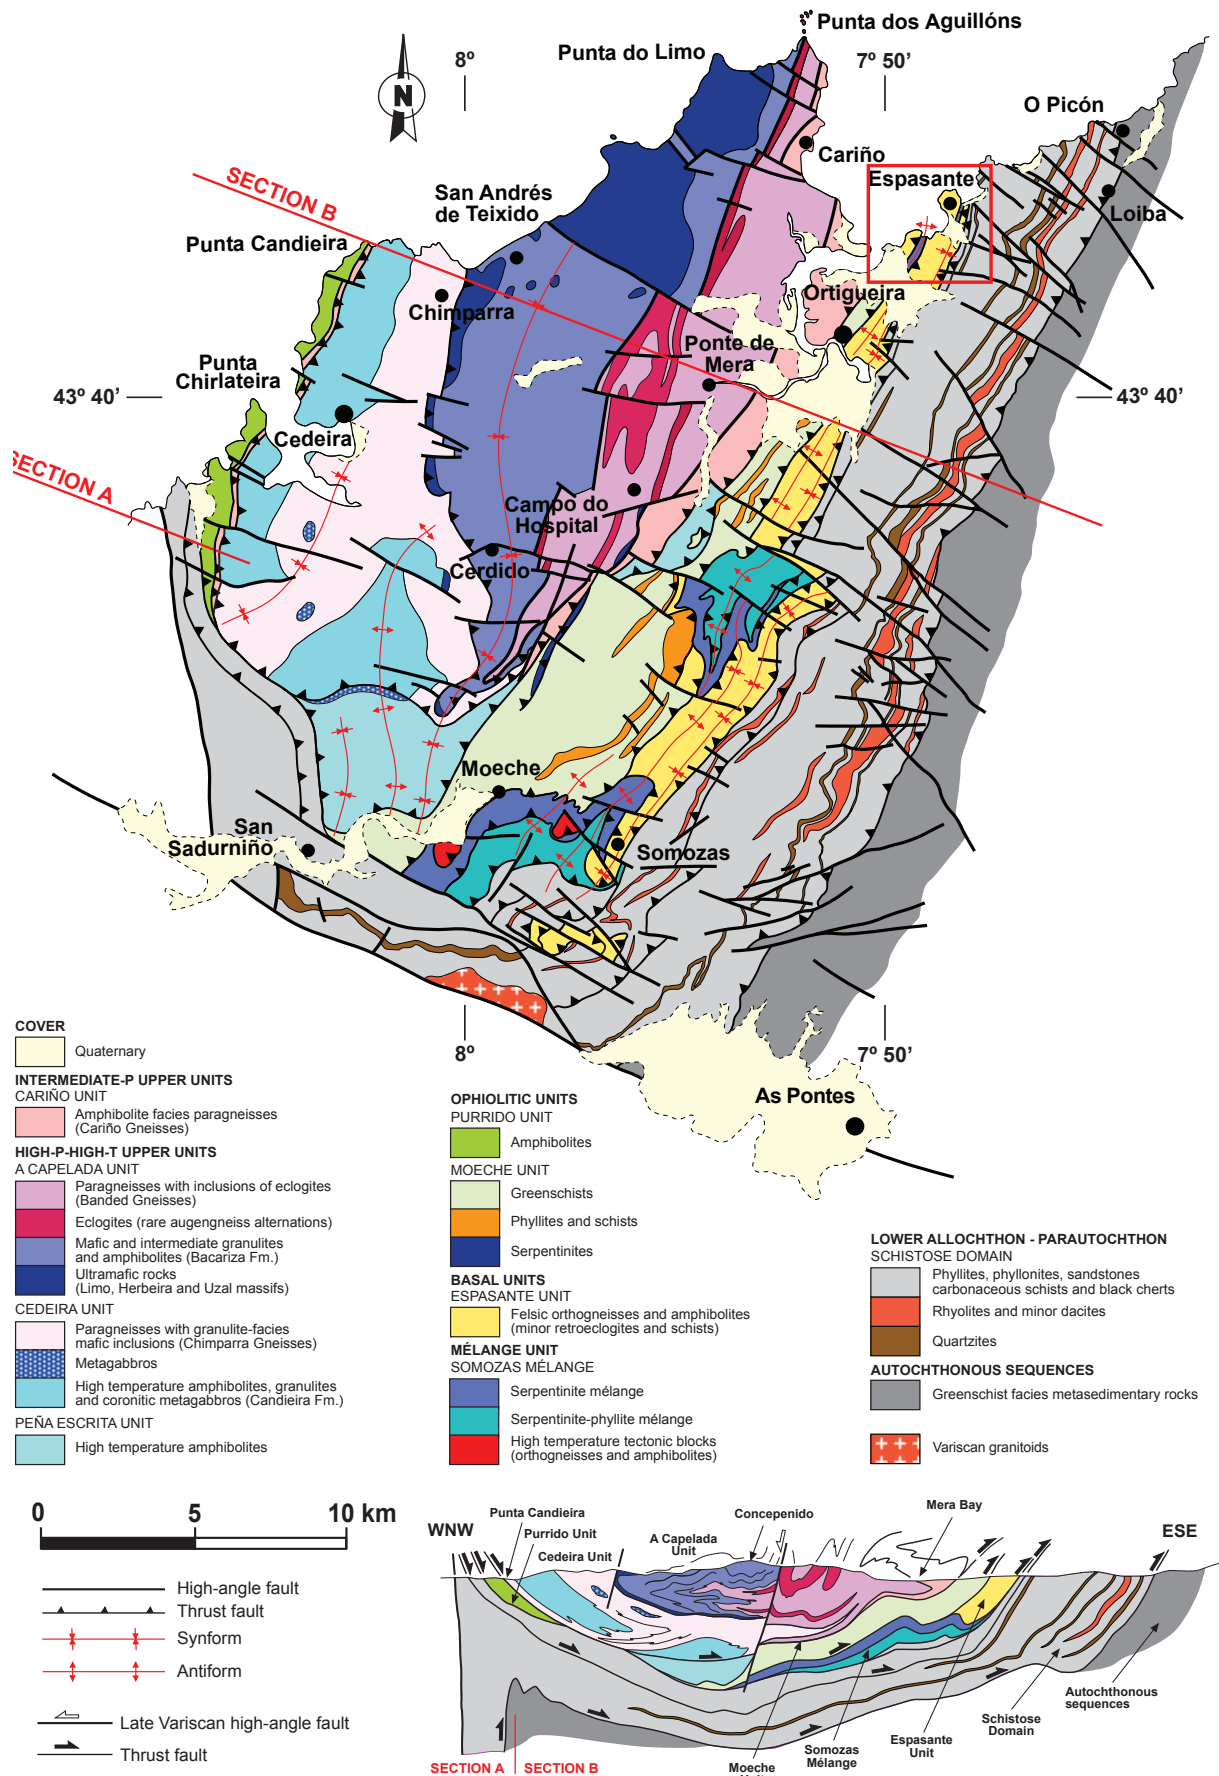 Punta dos Aguillóns
Punta do Limo
8º
7º 50’
N
O Picón
Cariño
SECTION B
San Andrés
de Teixido
Espasante
Loiba
Punta Candieira
Chimparra
Ortigueira
Ponte de
Mera
Punta
Chirlateira
43º 40’
43º 40’
Cedeira
SECTION A
Campo do
Hospital
Cerdido
Moeche
San
Sadurniño
Somozas
8º
7º 50’
As Pontes
COVER
Quaternary
INTERMEDIATE-P UPPER UNITS
CARIÑO UNIT
Amphibolite facies paragneisses
(Cariño Gneisses)
HIGH-P-HIGH-T UPPER UNITS
A CAPELADA UNIT
Paragneisses with inclusions of eclogites
(Banded Gneisses)
Eclogites (rare augengneiss alternations)
Mafic and intermediate granulites
and amphibolites (Bacariza Fm.)
Ultramafic rocks
(Limo, Herbeira and Uzal massifs)
CEDEIRA UNIT
Paragneisses with granulite-facies
mafic inclusions (Chimparra Gneisses)
Metagabbros
High temperature amphibolites, granulites
and coronitic metagabbros (Candieira Fm.)
PEÑA ESCRITA UNIT
High temperature amphibolites
OPHIOLITIC UNITS
PURRIDO UNIT
Amphibolites
MOECHE UNIT
Greenschists
Phyllites and schists
Serpentinites
BASAL UNITS
ESPASANTE UNIT
Felsic orthogneisses and amphibolites
(minor retroeclogites and schists)
MÉLANGE UNIT
SOMOZAS MÉLANGE
Serpentinite mélange
Serpentinite-phyllite mélange
High temperature tectonic blocks
(orthogneisses and amphibolites)
LOWER ALLOCHTHON - PARAUTOCHTHON
SCHISTOSE DOMAIN
Phyllites, phyllonites, sandstones
carbonaceous schists and black cherts
Rhyolites and minor dacites
Quartzites
AUTOCHTHONOUS SEQUENCES
Greenschist facies metasedimentary rocks
Variscan granitoids
0 5 10 km
High-angle fault
Thrust fault
Synform
Antiform
Late Variscan high-angle fault
Thrust fault
WNW
Punta Candieira
Purrido Unit
Cedeira Unit
A Capelada
Unit
Concepenido
Mera Bay
ESE
Autochthonous
sequences
Schistose
Domain
Espasante
Unit
Somozas
Mélange
Moeche
SECTION A
SECTION B